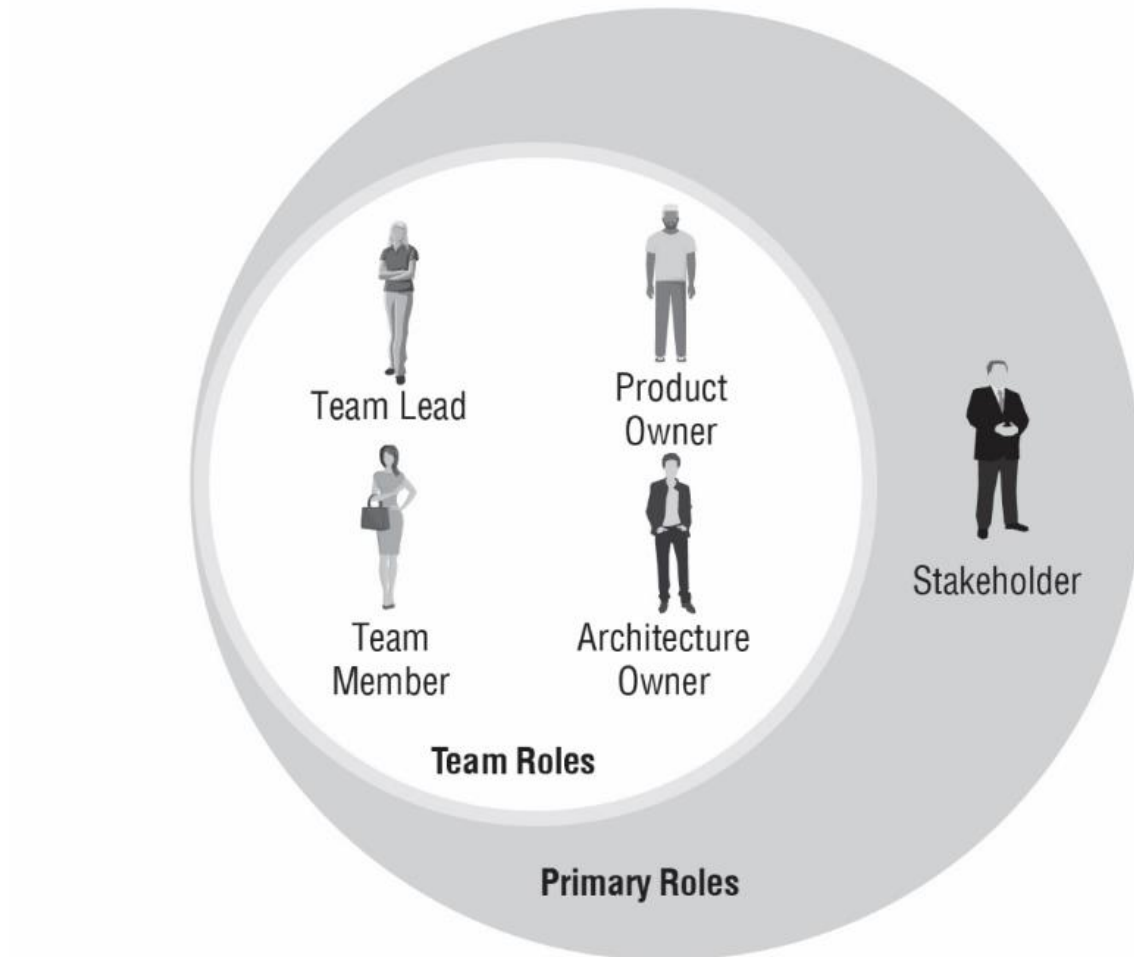 Team Lead
Product
Owner
Team
Member
Architecture
Owner
Team Roles
Stakeholder
Primary Roles